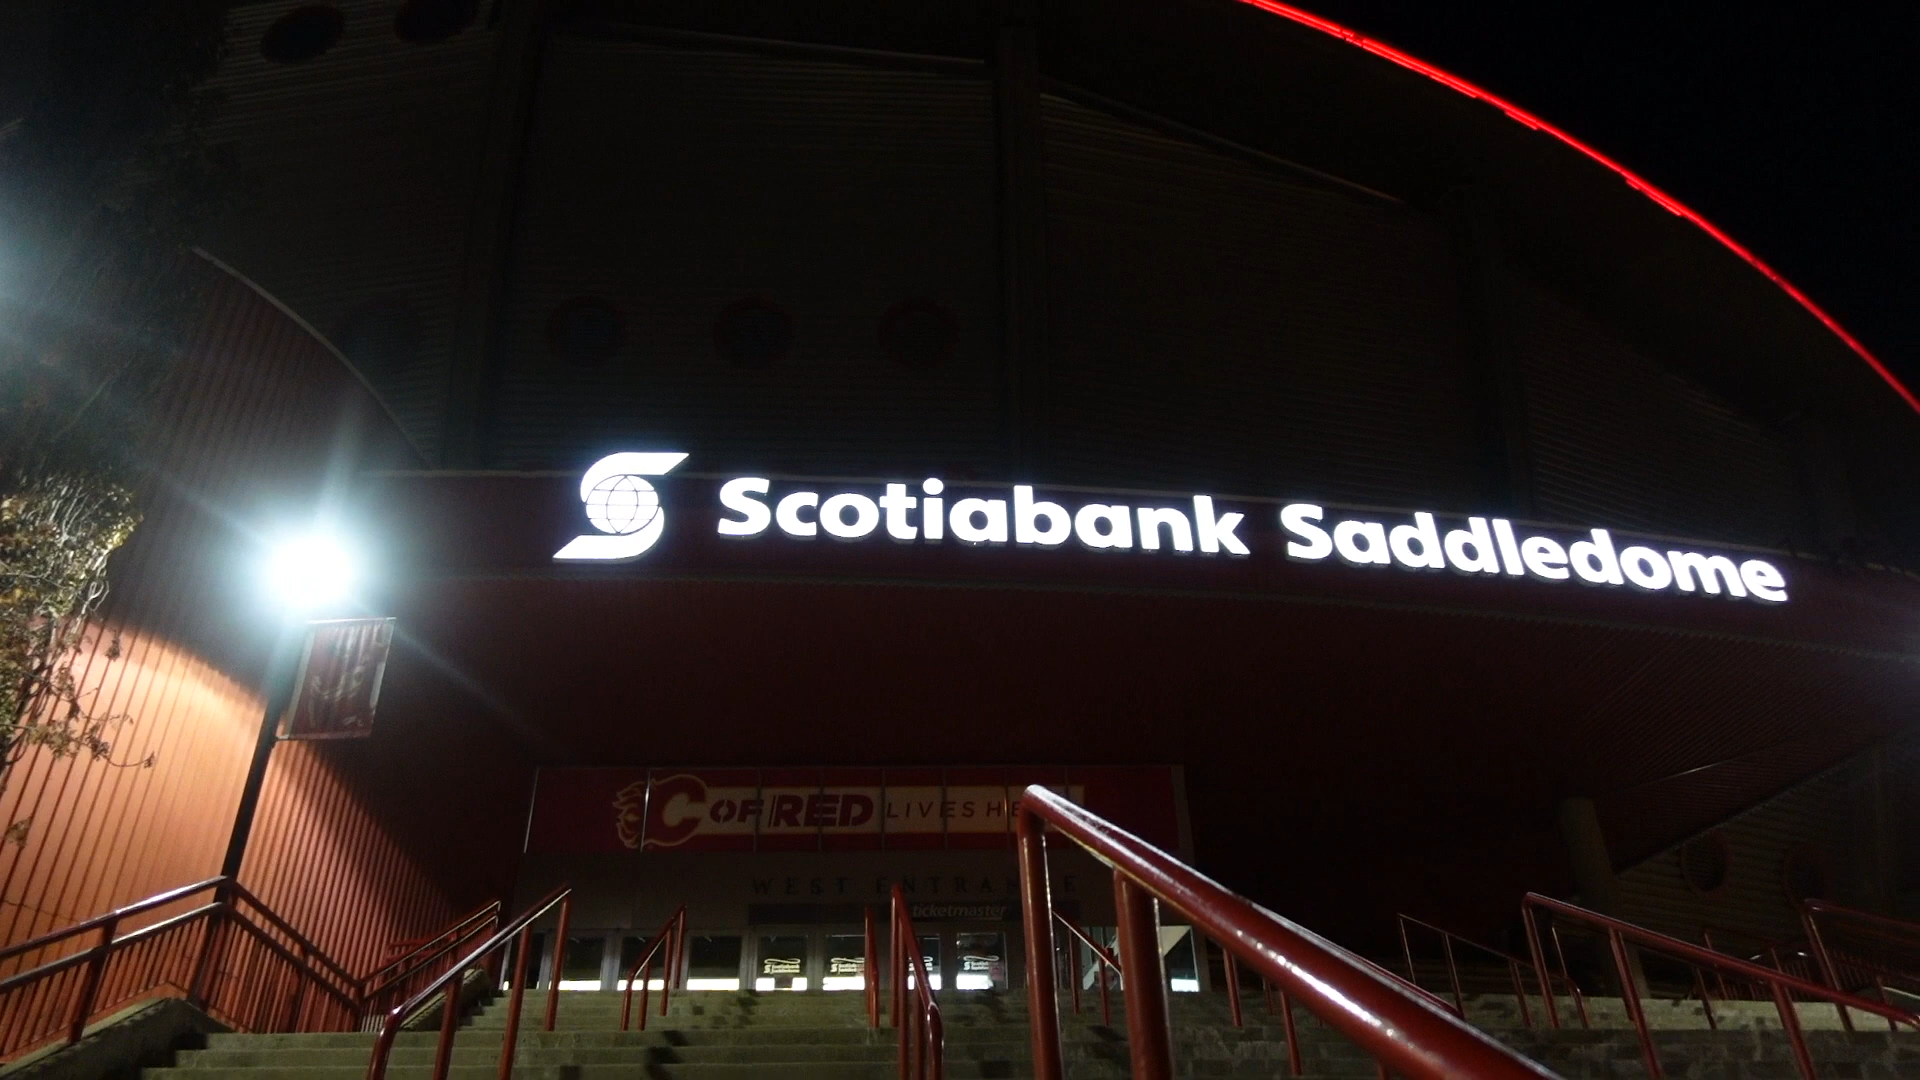 Scotiabank Saddledome
C OF RED LIVES HE
WEST ENTRANCE
ticketmaster